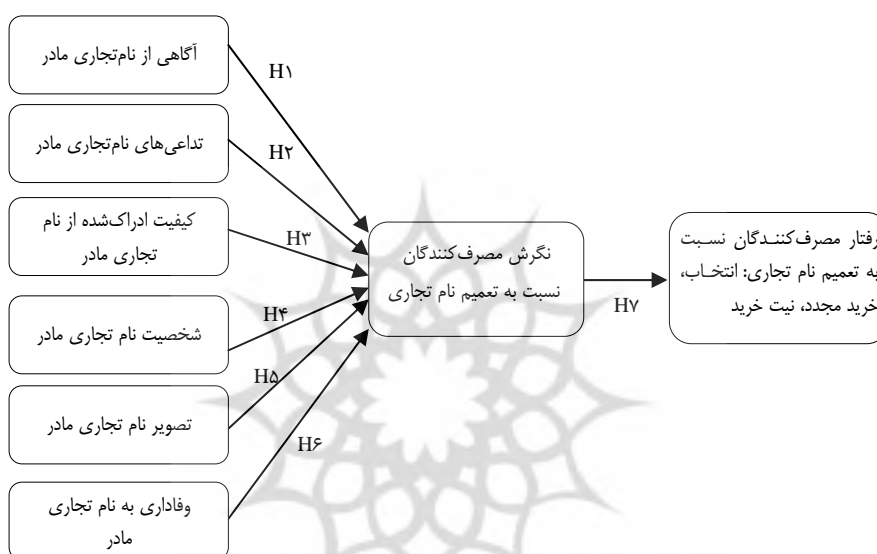 آگاهی از نام‌تجاری مادر
H۱
تداعی‌های نام‌تجاری مادر
H۲
کیفیت ادراک‌شده از نام
تجاری مادر
H۳
شخصیت نام تجاری مادر
H۴
تصویر نام تجاری مادر
H۵
وفاداری به نام تجاری
مادر
H۶
نگرش مصرف‌کنندگان
نسبت به تعمیم نام تجاری
H۷
رفتار مصرف‌کنندگان نسبت
به تعمیم نام تجاری: انتخاب،
خرید مجدد، نیت خرید